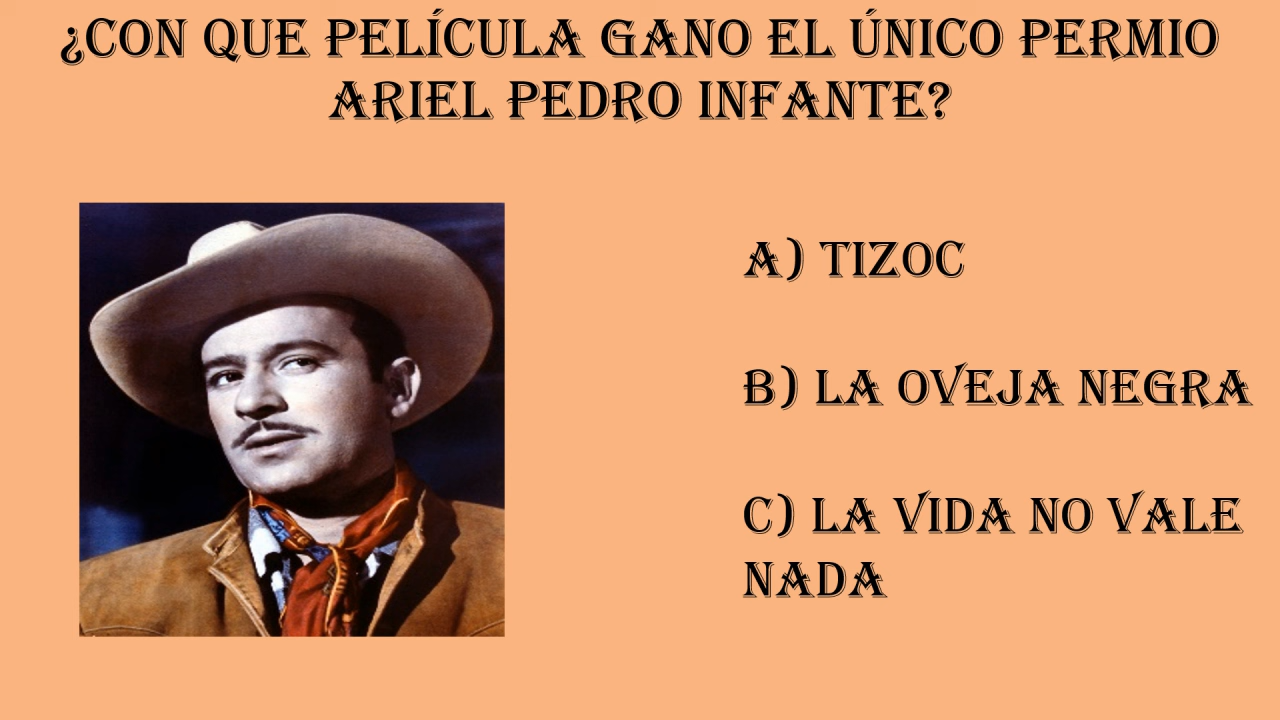 ¿CON QUE PELÍCULA GANO EL ÚNICO PERMIO
ARIEL PEDRO INFANTE?
A) TIZOC
B) LA OVEJA NEGRA
C) LA VIDA NO VALE
NADA